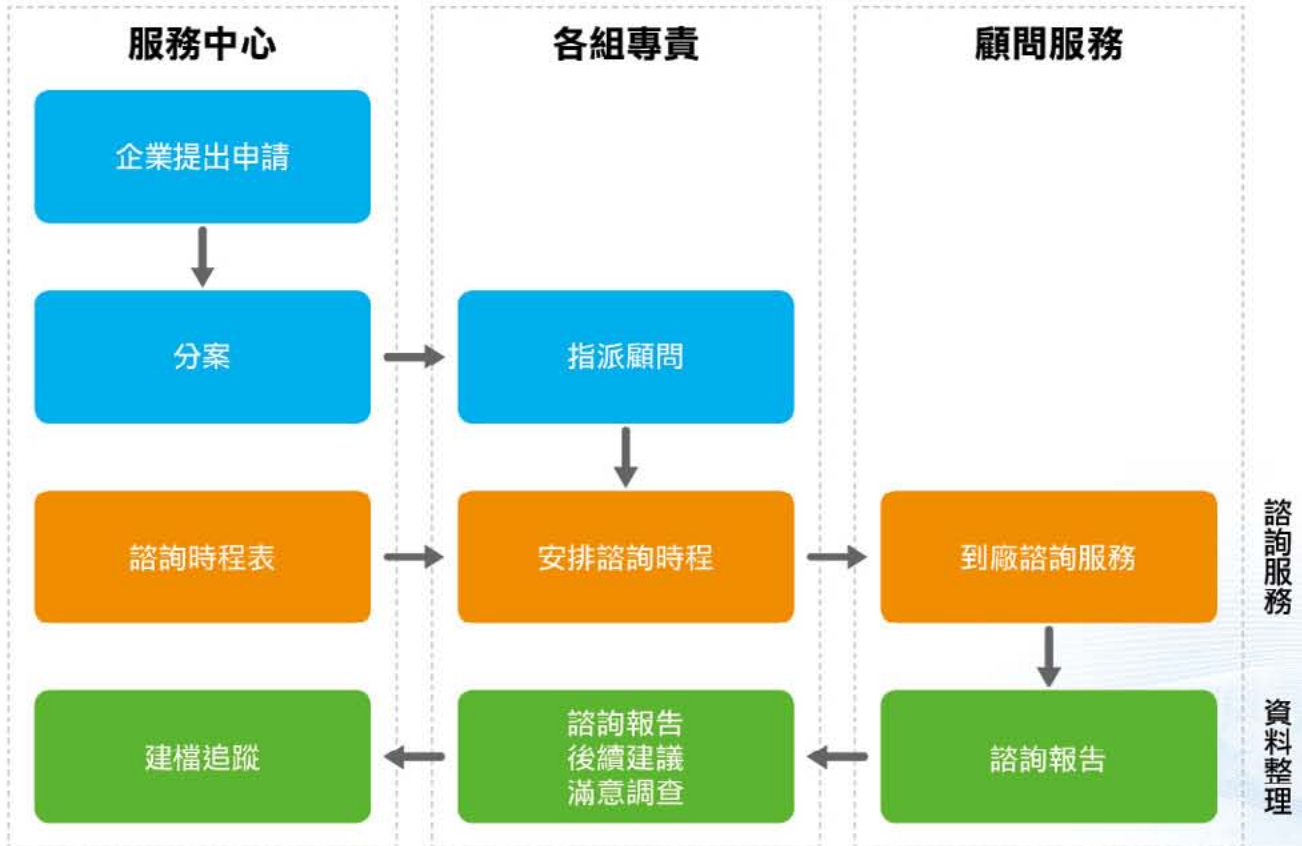 服務中心
各組專責
顧問服務
企業提出申請
分案
指派顧問
諮詢時程表
安排諮詢時程
到廠諮詢服務
諮詢服務
建檔追蹤
諮詢報告
後續建議
滿意調查
諮詢報告
資料整理